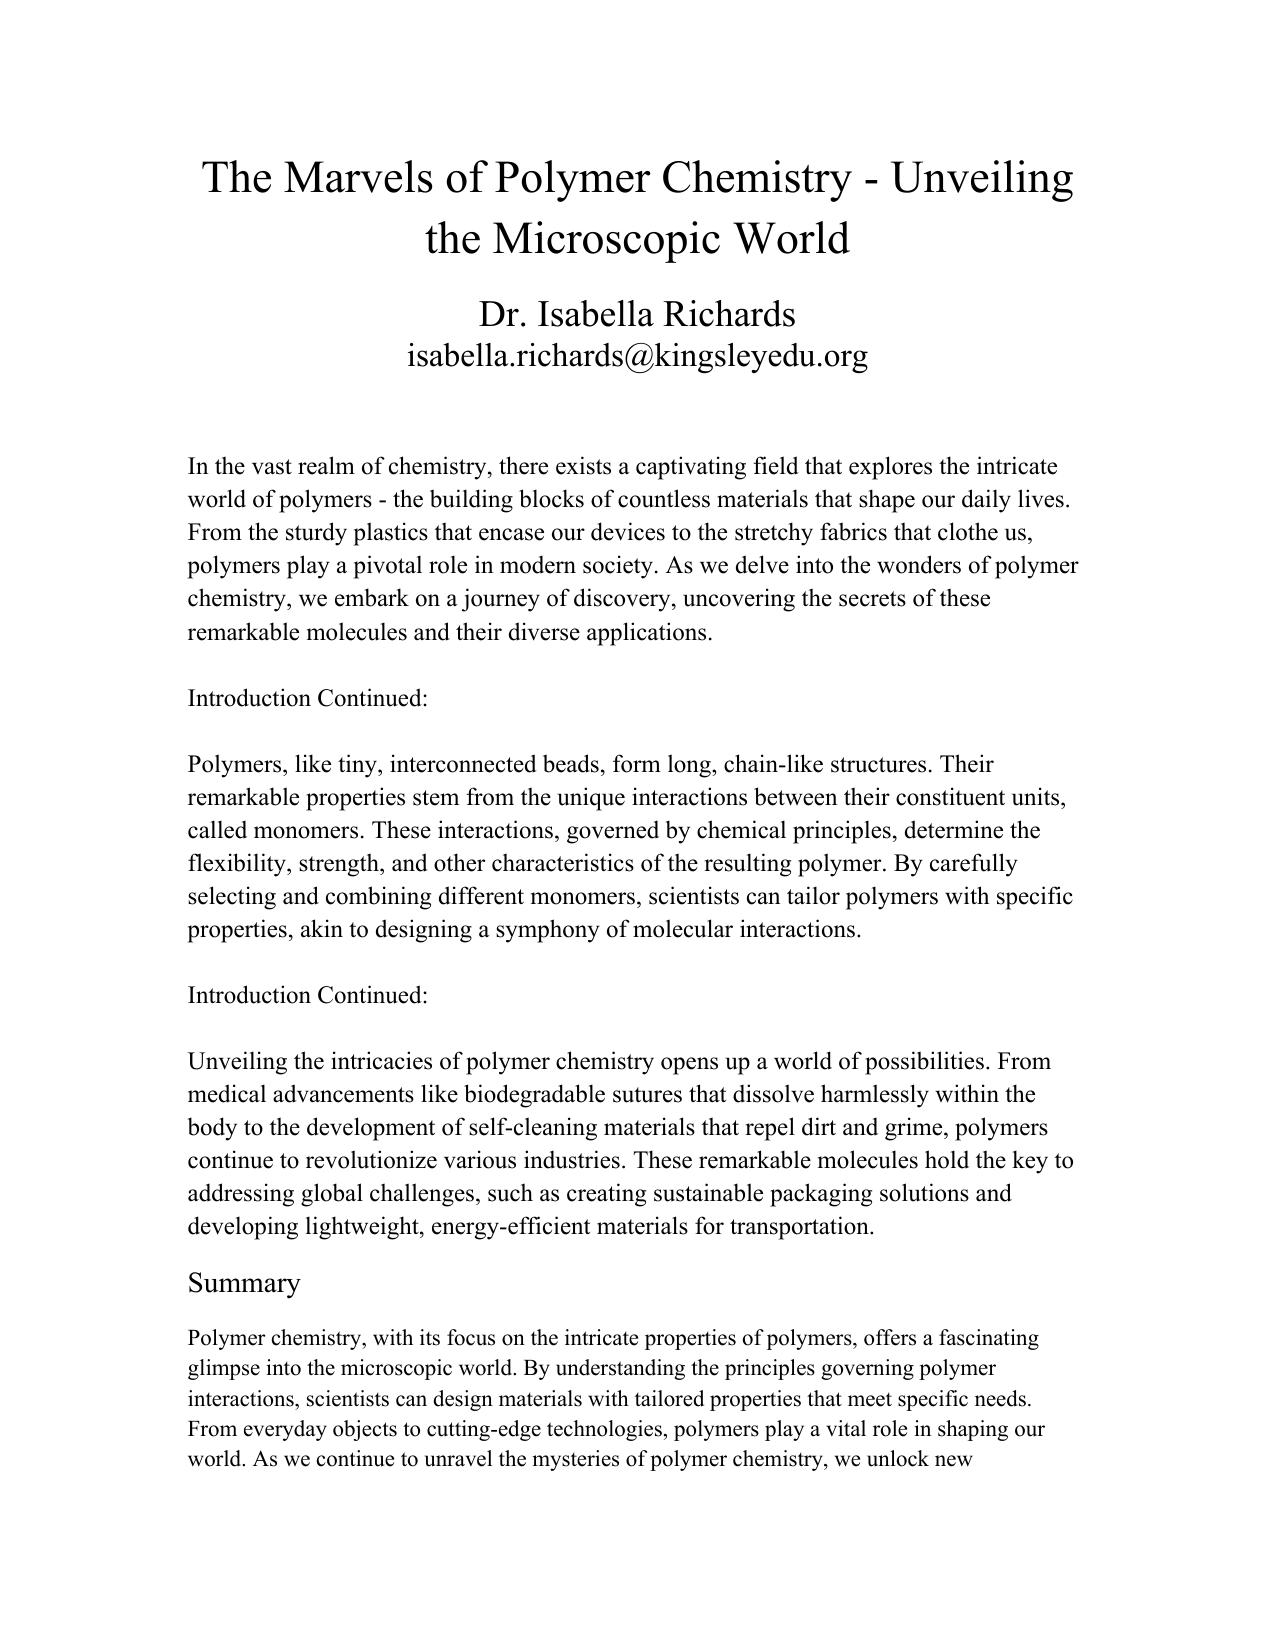 The Marvels of Polymer Chemistry - Unveiling
the Microscopic World
Dr. Isabella Richards
isabella.richards@kingsleyedu.org
In the vast realm of chemistry, there exists a captivating field that explores the intricate
world of polymers - the building blocks of countless materials that shape our daily lives.
From the sturdy plastics that encase our devices to the stretchy fabrics that clothe us,
polymers play a pivotal role in modern society. As we delve into the wonders of polymer
chemistry, we embark on a journey of discovery, uncovering the secrets of these
remarkable molecules and their diverse applications.
Introduction Continued:
Polymers, like tiny, interconnected beads, form long, chain-like structures. Their
remarkable properties stem from the unique interactions between their constituent units,
called monomers. These interactions, governed by chemical principles, determine the
flexibility, strength, and other characteristics of the resulting polymer. By carefully
selecting and combining different monomers, scientists can tailor polymers with specific
properties, akin to designing a symphony of molecular interactions.
Introduction Continued:
Unveiling the intricacies of polymer chemistry opens up a world of possibilities. From
medical advancements like biodegradable sutures that dissolve harmlessly within the
body to the development of self-cleaning materials that repel dirt and grime, polymers
continue to revolutionize various industries. These remarkable molecules hold the key to
addressing global challenges, such as creating sustainable packaging solutions and
developing lightweight, energy-efficient materials for transportation.
Summary
Polymer chemistry, with its focus on the intricate properties of polymers, offers a fascinating
glimpse into the microscopic world. By understanding the principles governing polymer
interactions, scientists can design materials with tailored properties that meet specific needs.
From everyday objects to cutting-edge technologies, polymers play a vital role in shaping our
world. As we continue to unravel the mysteries of polymer chemistry, we unlock new